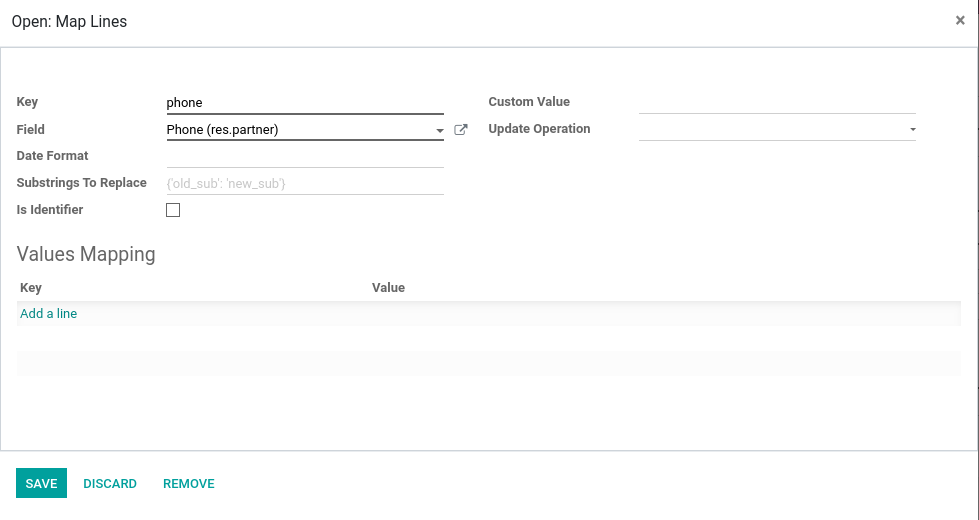 Open: Map Lines
×
Key
phone
Custom Value
Field
Phone (res.partner)
Update Operation
Date Format
Substrings To Replace
{'old_sub': 'new_sub'}
Is Identifier
Values Mapping
Key Value
Add a line
SAVE DISCARD REMOVE